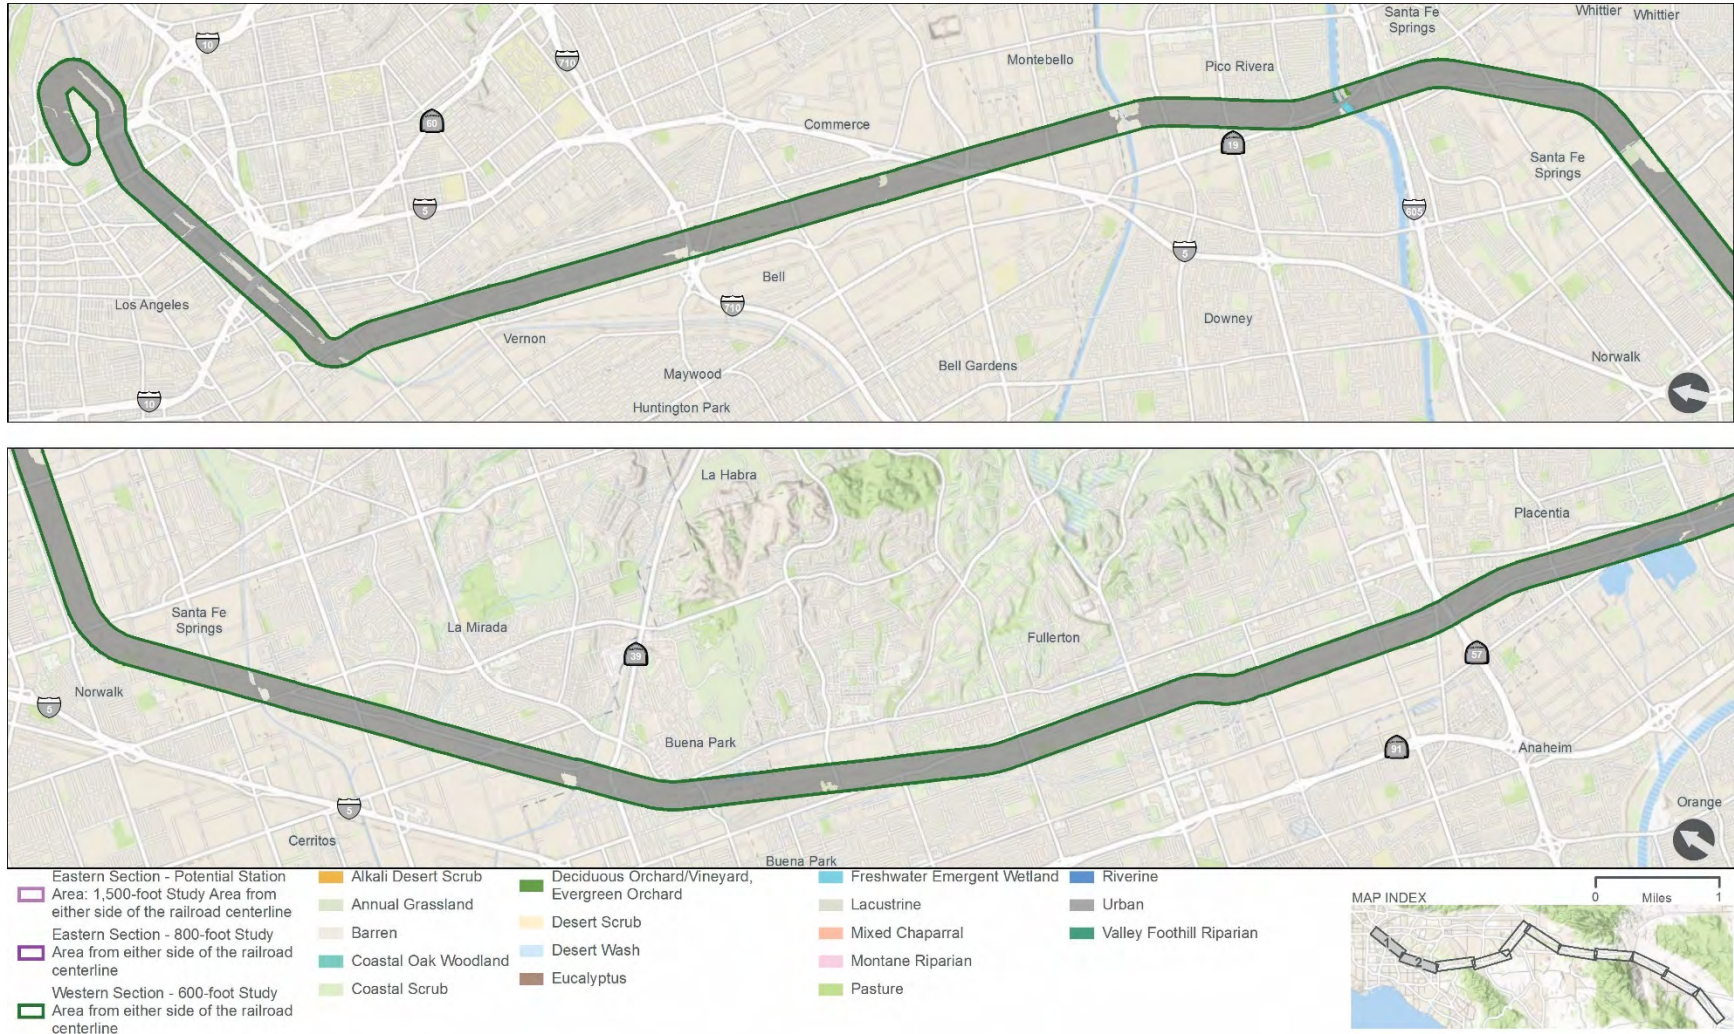 Santa Fe
Springs
Whittier
Whittier
10
710
Montebello
Pico Rivera
60
Commerce
19
Santa Fe
Springs
5
605
5
Bell
Los Angeles
710
Downey
Vernon
Norwalk
Bell Gardens
Maywood
10
Huntington Park
La Habra
Placentia
Santa Fe
Springs
La Mirada
Fullerton
39
57
Norwalk
5
Buena Park
91
Anaheim
5
Orange
Cerritos
Buena Park
Eastern Section - Potential Station
Area: 1,500-foot Study Area from
either side of the railroad centerline
Eastern Section - 800-foot Study
Area from either side of the railroad
centerline
Western Section - 600-foot Study
Area from either side of the railroad
centerline
Alkali Desert Scrub
Annual Grassland
Barren
Coastal Oak Woodland
Coastal Scrub
Deciduous Orchard/Vineyard,
Evergreen Orchard
Desert Scrub
Desert Wash
Eucalyptus
Freshwater Emergent Wetland
Lacustrine
Mixed Chaparral
Montane Riparian
Pasture
Riverine
Urban
Valley Foothill Riparian
0 Miles 1
MAP INDEX
1
2